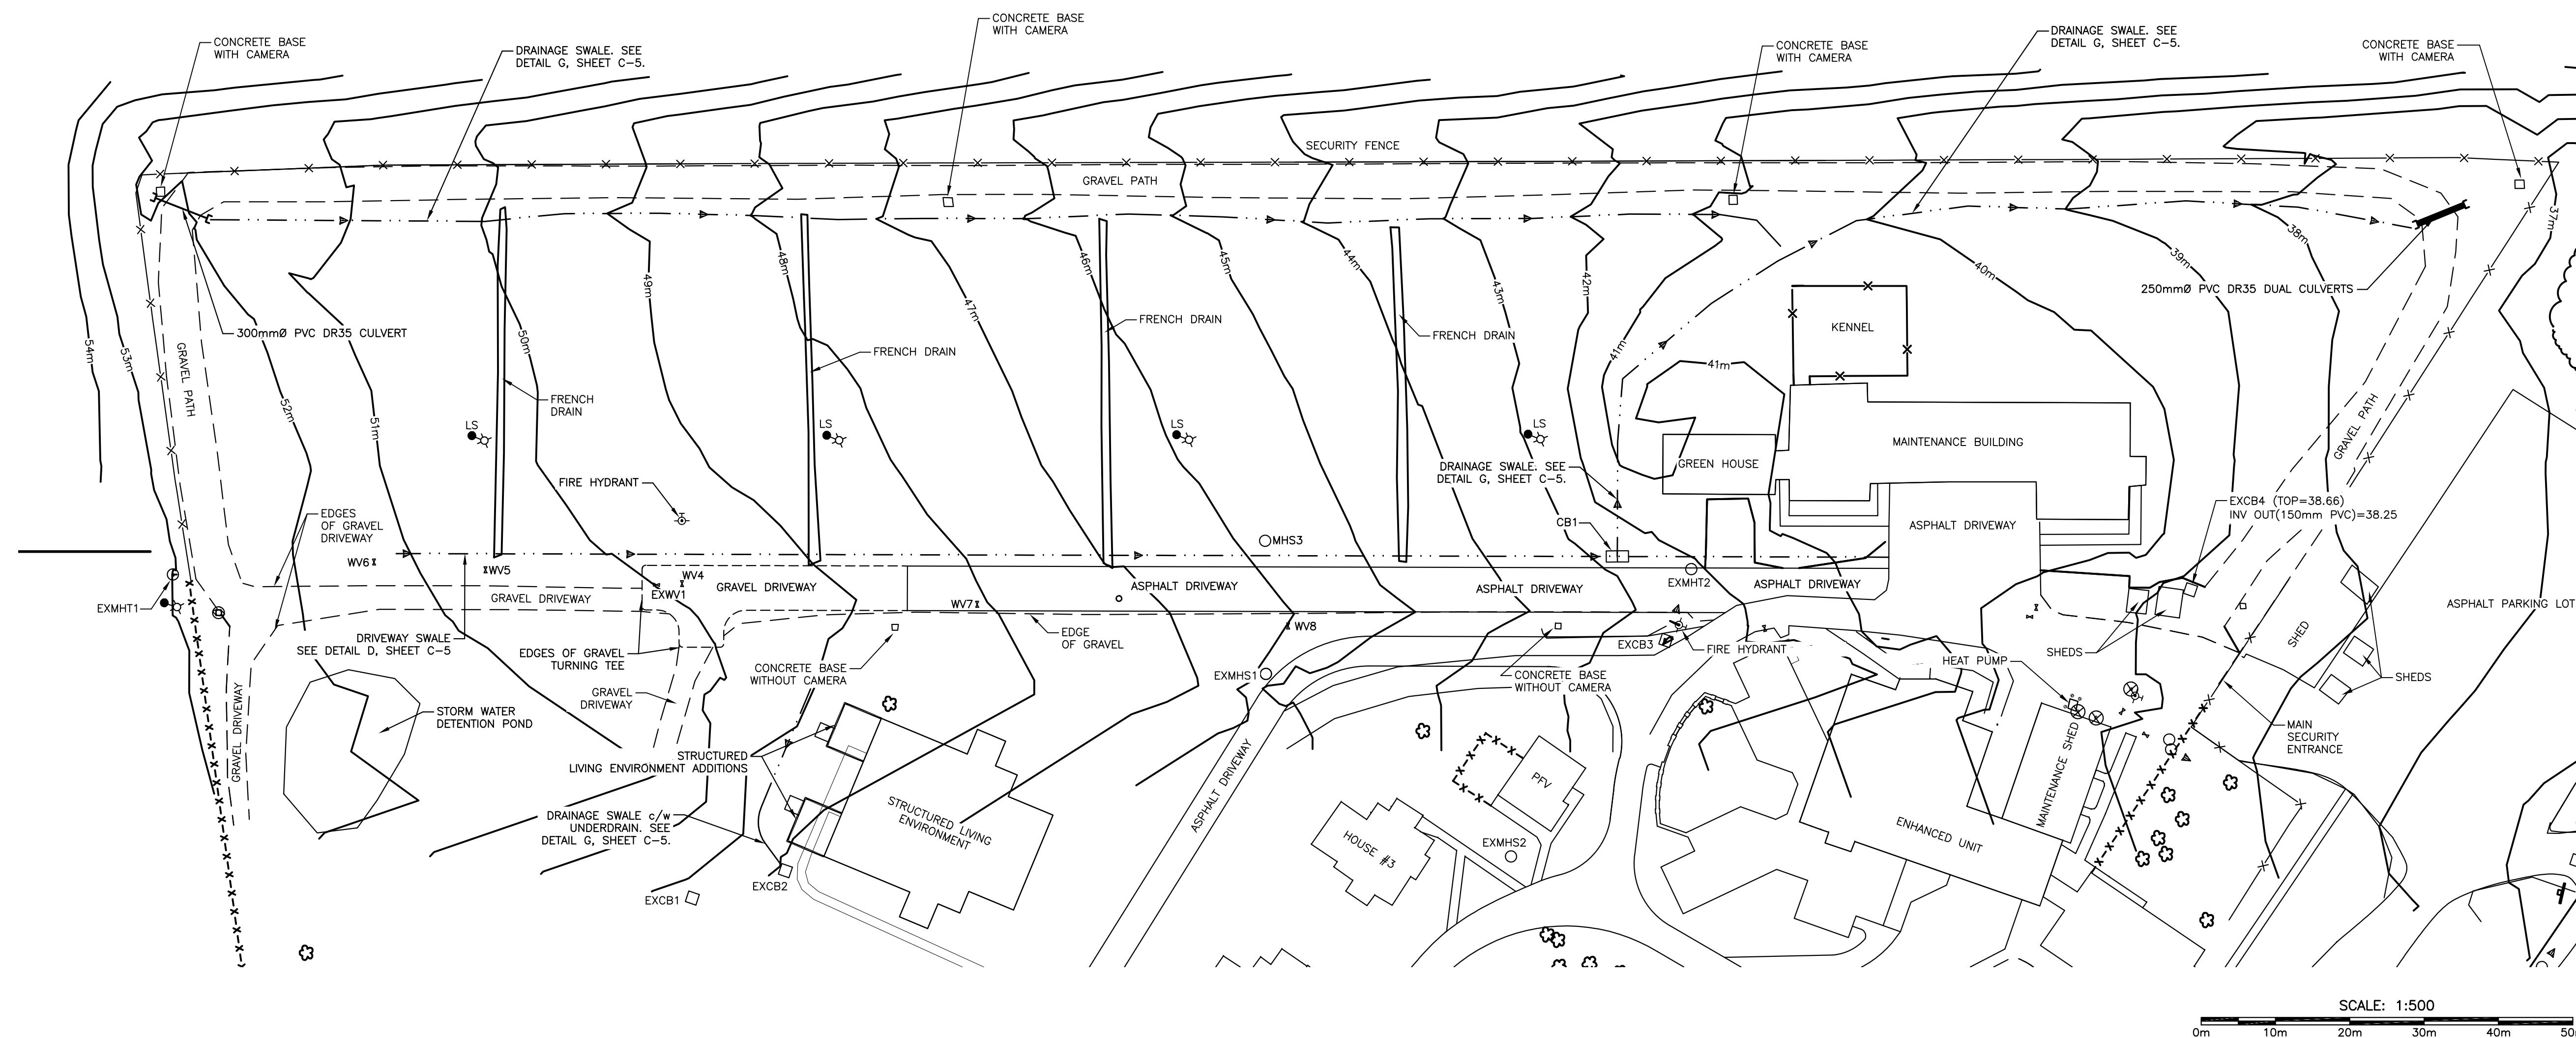 CONCRETE BASE
WITH CAMERA
DRAINAGE SWALE. SEE
DETAIL G, SHEET C-5.
CONCRETE BASE
WITH CAMERA
CONCRETE BASE
WITH CAMERA
DRAINAGE SWALE. SEE
DETAIL G, SHEET C-5.
CONCRETE BASE
WITH CAMERA
SECURITY FENCE
GRAVEL PATH
54m
53m
52m
51m
50m
49m
48m
47m
46m
45m
44m
43m
42m
41m
41m
40m
39m
38m
37m
300mmØ PVC DR35 CULVERT
250mmØ PVC DR35 DUAL CULVERTS
GRAVEL PATH
FRENCH
DRAIN
FRENCH DRAIN
FRENCH DRAIN
FRENCH DRAIN
KENNEL
LS
LS
LS
LS
MAINTENANCE BUILDING
GREEN HOUSE
GRAVEL PATH
DRAINAGE SWALE. SEE
DETAIL G, SHEET C-5.
FIRE HYDRANT
EDGES
OF GRAVEL
DRIVEWAY
CB1
ASPHALT DRIVEWAY
EXCB4 (TOP=38.66)
INV OUT(150mm PVC)=38.25
MHS3
WV6
WV5
WV4
EXWV1
GRAVEL DRIVEWAY
GRAVEL DRIVEWAY
ASPHALT DRIVEWAY
ASPHALT DRIVEWAY
EXMHT2
ASPHALT DRIVEWAY
EXMHT1
WV7
WV8
ASPHALT PARKING LOT
DRIVEWAY SWALE
SEE DETAIL D, SHEET C-5
EDGES OF GRAVEL
TURNING TEE
EDGE
OF GRAVEL
EXCB3
FIRE HYDRANT
SHEDS
SHED
SHEDS
HEAT PUMP
CONCRETE BASE
WITHOUT CAMERA
EXMHS1
CONCRETE BASE
WITHOUT CAMERA
GRAVEL
DRIVEWAY
STORM WATER
DETENTION POND
GRAVEL DRIVEWAY
STRUCTURED
LIVING ENVIRONMENT ADDITIONS
MAIN
SECURITY
ENTRANCE
ASPHALT DRIVEWAY
PFV
MAINTENANCE SHED
DRAINAGE SWALE c/w
UNDERDRAIN. SEE
DETAIL G, SHEET C-5.
STRUCTURED LIVING
ENVIRONMENT
HOUSE #3
EXMHS2
ENHANCED UNIT
EXCB2
EXCB1
SCALE: 1:500
0m 10m 20m 30m 40m